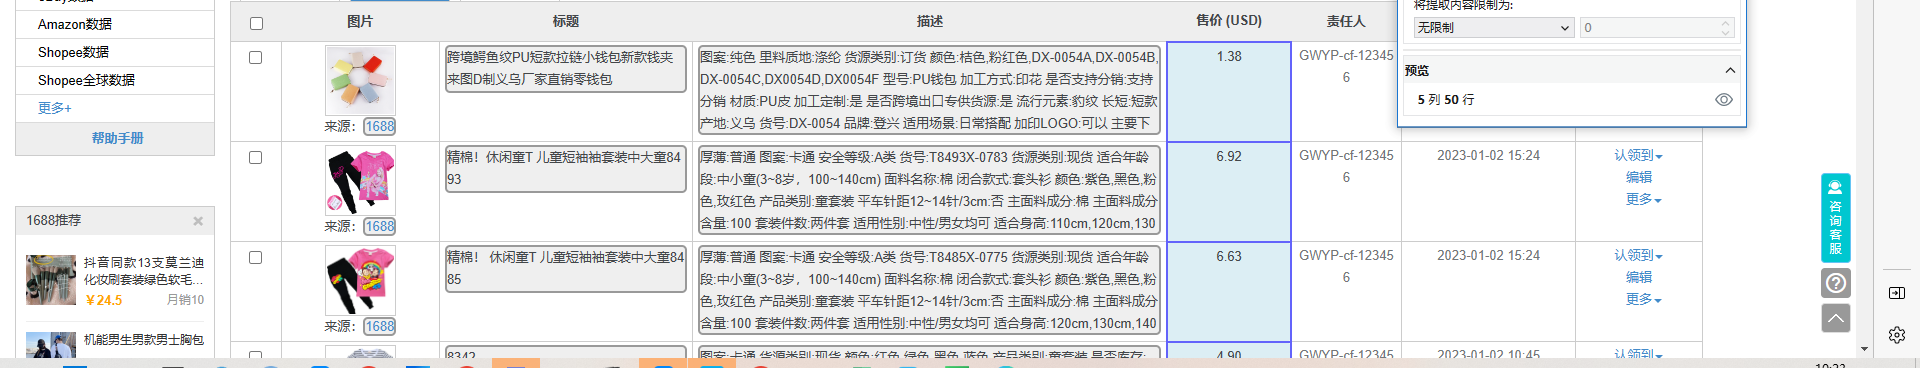 Amazon数据
Shopee数据
Shopee全球数据
更多+
帮助手册
1688推荐
抖音同款13支莫兰迪
化妆刷套装绿色软毛...
￥24.5 月销10
机能男生男款男士胸包
图片 标题 描述 售价 (USD) 责任人
跨境鳄鱼纹PU短款拉链小钱包新款钱夹
来图D制义乌厂家直销零钱包
图案:纯色 里料质地:涤纶 货源类别:订货 颜色:桔色,粉红色,DX-0054A,DX-0054B,
DX-0054C,DX0054D,DX0054F 型号:PU钱包 加工方式:印花 是否支持分销:支持
分销 材质:PU皮 加工定制:是 是否跨境出口专供货源:是 流行元素:豹纹 长短:短款
产地:义乌 货号:DX-0054 品牌:登兴 适用场景:日常搭配 加印LOGO:可以 主要下
1.38
GWYP-cf-12345
6
来源：1688
精棉！休闲童T 儿童短袖袖套装中大童84
93
厚薄:普通 图案:卡通 安全等级:A类 货号:T8493X-0783 货源类别:现货 适合年龄
段:中小童(3~8岁，100~140cm) 面料名称:棉 闭合款式:套头衫 颜色:紫色,黑色,粉
色,玫红色 产品类别:童套装 平车针距12~14针/3cm:否 主面料成分:棉 主面料成分
含量:100 套装件数:两件套 适用性别:中性/男女均可 适合身高:110cm,120cm,130
6.92
GWYP-cf-12345
6
2023-01-02 15:24
认领到
编辑
更多
来源：1688
精棉！ 休闲童T 儿童短袖袖套装中大童84
85
厚薄:普通 图案:卡通 安全等级:A类 货号:T8485X-0775 货源类别:现货 适合年龄
段:中小童(3~8岁，100~140cm) 面料名称:棉 闭合款式:套头衫 颜色:紫色,黑色,粉
色,玫红色 产品类别:童套装 平车针距12~14针/3cm:否 主面料成分:棉 主面料成分
含量:100 套装件数:两件套 适用性别:中性/男女均可 适合身高:120cm,130cm,140
6.63
GWYP-cf-12345
6
2023-01-02 15:24
认领到
编辑
更多
来源：1688
8342
图案:卡通 货源类别:现货 颜色:红色,绿色,黑色,蓝色 产品类别:童套装 是否库存:
4.90
GWYP-cf-12345
2023-01-02 10:45
认领到
将提取内容限制为:
无限制 0
预览
5 列 50 行
咨
询
客
服